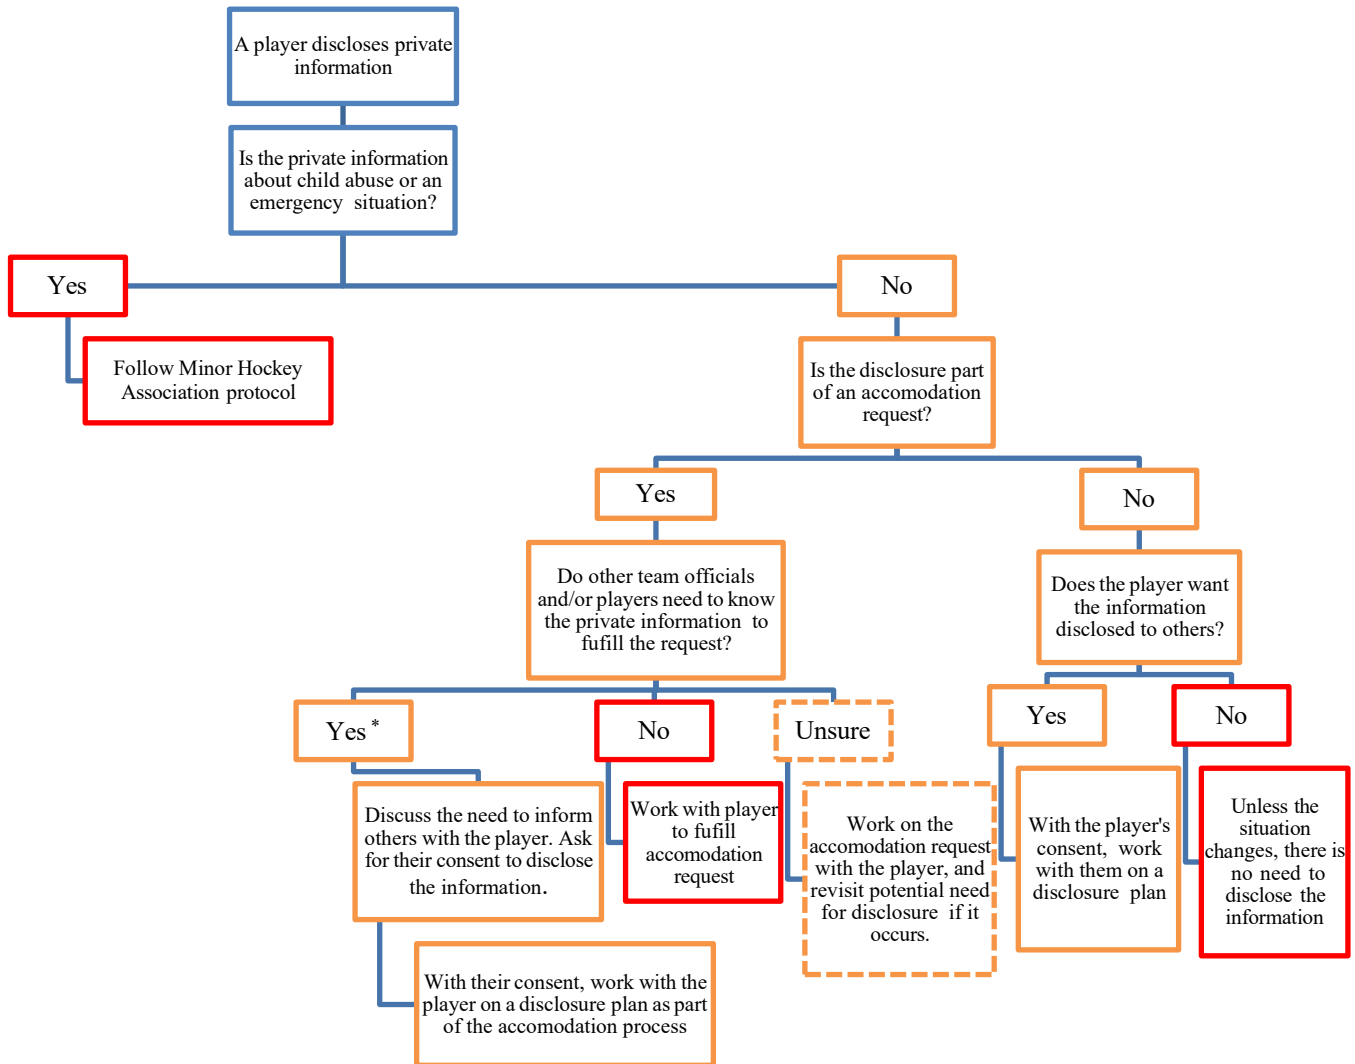 A player discloses private
information
Is the private information
about child abuse or an
emergency situation?
Yes
No
Follow Minor Hockey
Association protocol
Is the disclosure part
of an accomodation
request?
Yes
No
Do other team officials
and/or players need to know
the private information to
fufill the request?
Does the player want
the information
disclosed to others?
Yes *
No
Unsure
Yes
No
Discuss the need to inform
others with the player. Ask
for their consent to disclose
the information.
Work with player
to fufill
accomodation
request
Work on the
accomodation request
with the player, and
revisit potential need
for disclosure if it
occurs.
With the player's
consent, work
with them on a
disclosure plan
Unless the
situation
changes, there is
no need to
disclose the
information
With their consent, work with the
player on a disclosure plan as part
of the accomodation process